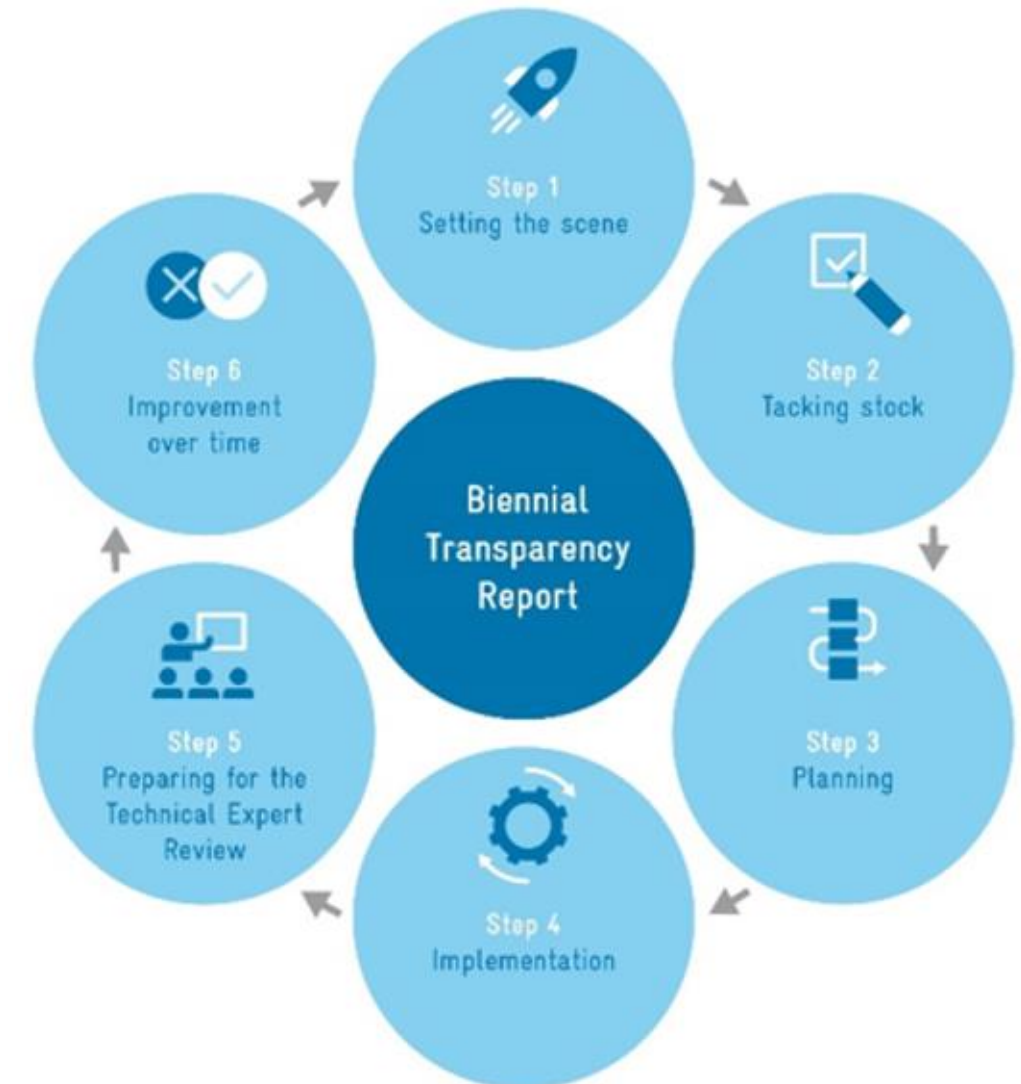 Step 1
Setting the scene
Step 2
Tacking stock
Step 3
Planning
Step 4
Implementation
Step 5
Preparing for the
Technical Expert
Review
Step 6
Improvement
over time
Biennial
Transparency
Report